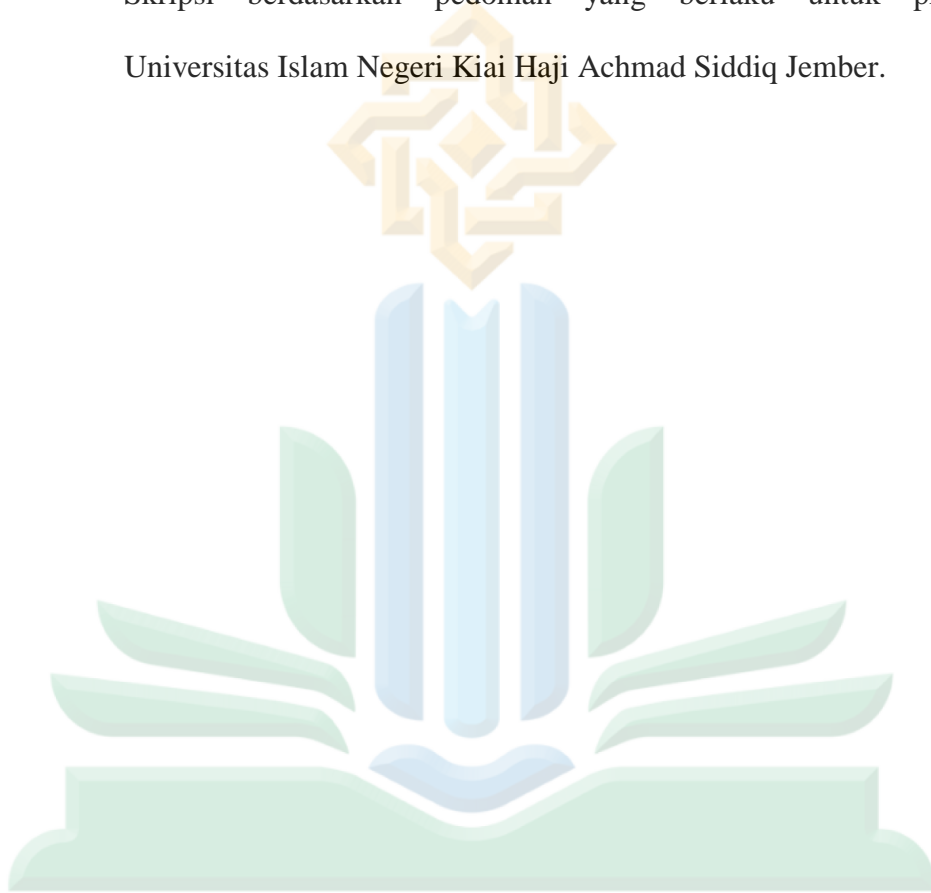 Skripsi berdasarkan pedoman yang berlaku untuk
Universitas Islam Negeri Kiai Haji Achmad Siddiq Jember.